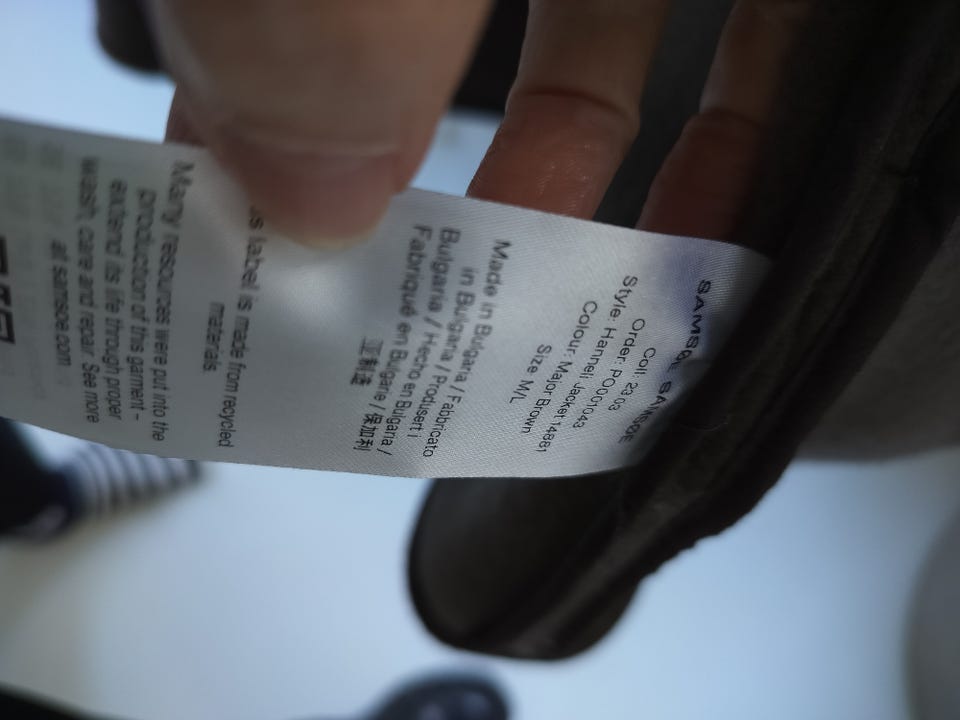 SAMSØE SAMSØE
Coll: 23 03
Order: PO001043
Style: Hanneli Jacket 14881
Colour: Major Brown
Size M/L
Made in Bulgaria / Fabbricato
in Bulgaria / Produsert i
Bulgaria / Hecho en Bulgaria /
Fabriqué en Bulgarie / 保加利
亚制造
label is made from recycled
materials.
Many resources were put into the
production of this garment -
extend its life through proper
wash, care and repair. See more
at samsoe.com